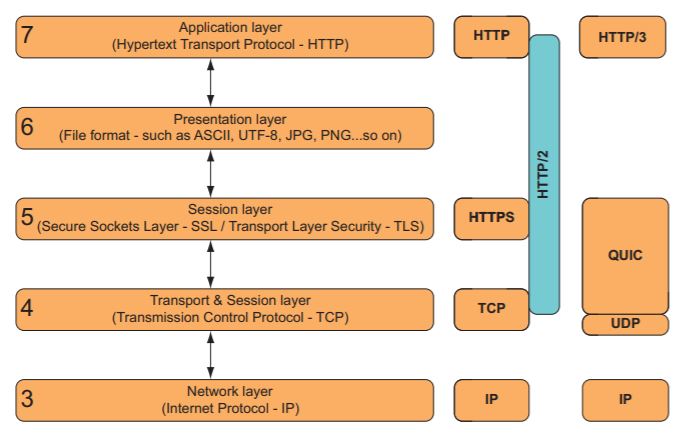 7
Application layer
(Hypertext Transport Protocol - HTTP)
HTTP
HTTP/3
6
Presentation layer
(File format - such as ASCII, UTF-8, JPG, PNG...so on)
HTTP/2
5
Session layer
(Secure Sockets Layer - SSL / Transport Layer Security - TLS)
HTTPS
QUIC
4
Transport & Session layer
(Transmission Control Protocol - TCP)
TCP
UDP
3
Network layer
(Internet Protocol - IP)
IP
IP